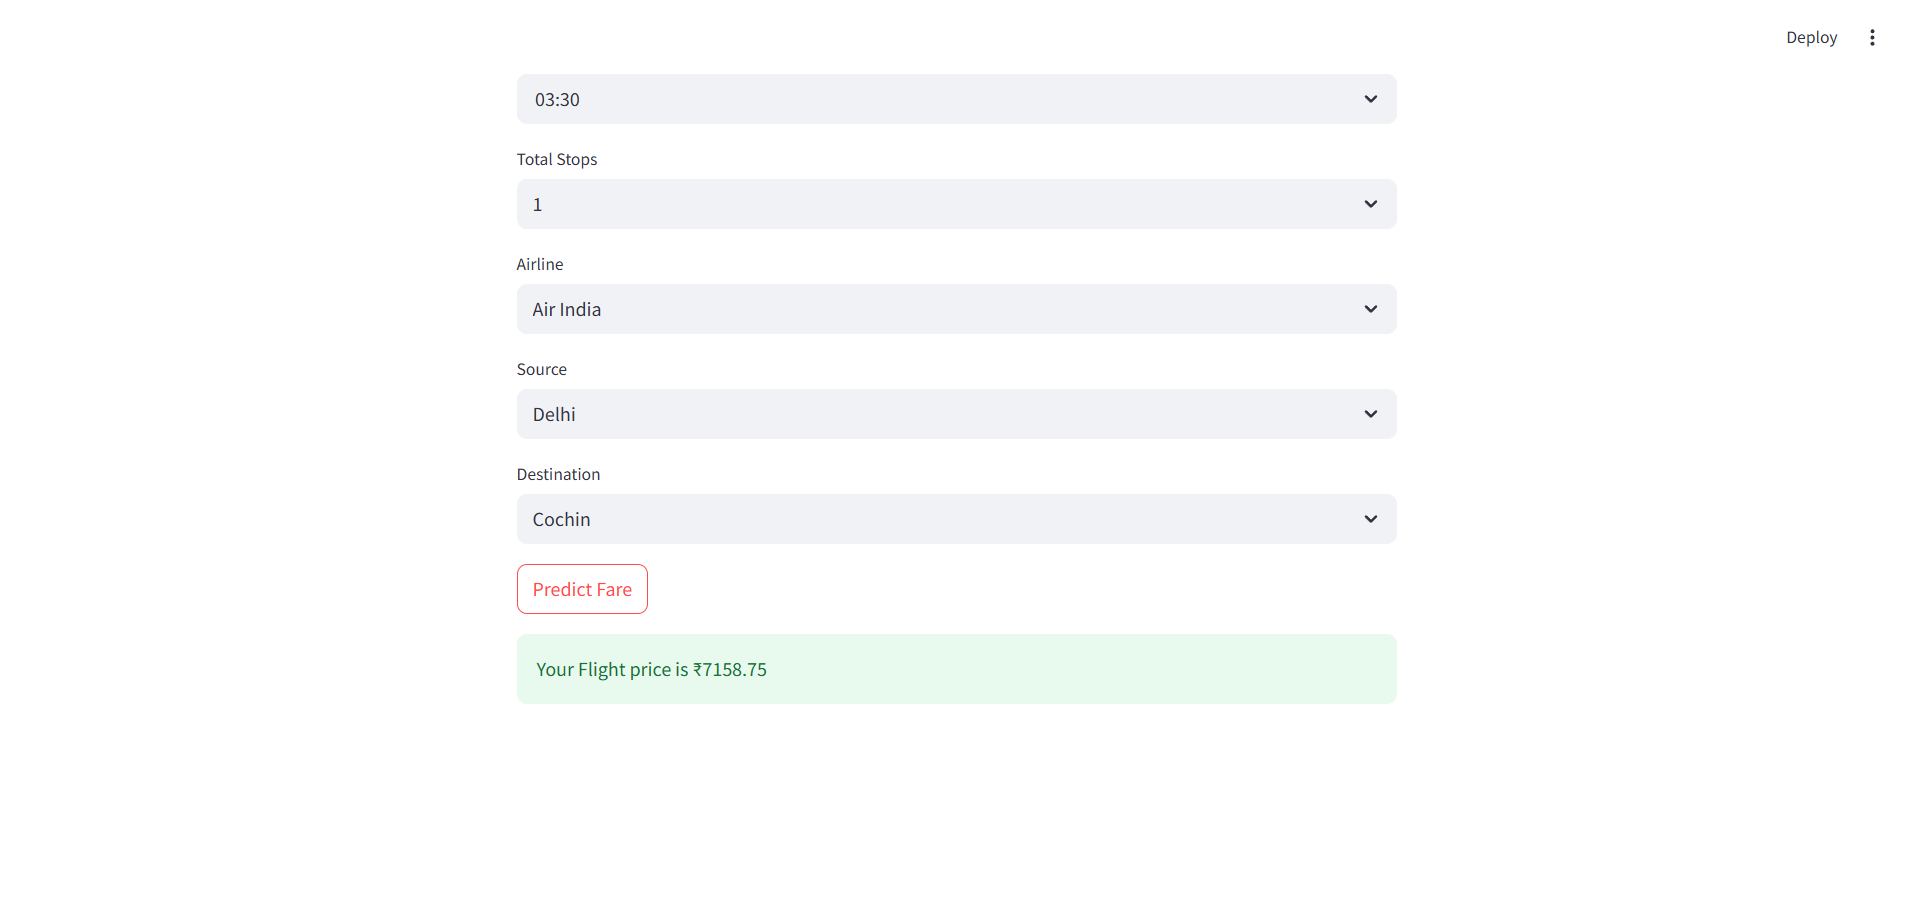 Deploy
03:30
Total Stops
1
Airline
Air India
Source
Delhi
Destination
Cochin
Predict Fare
Your Flight price is ₹7158.75